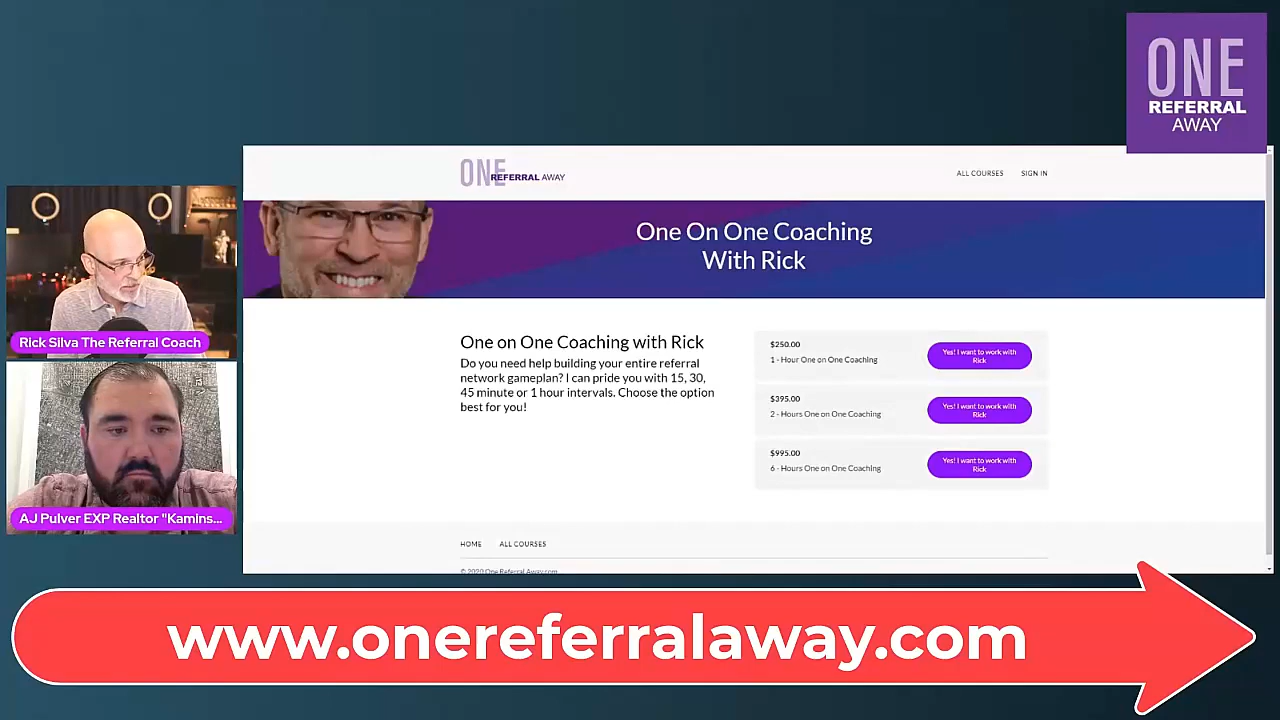 ONE
REFERRAL
AWAY
ONE REFERRAL AWAY
ALL COURSES
SIGN IN
One On One Coaching
With Rick
One on One Coaching with Rick
Do you need help building your entire referral
network gameplan? I can pride you with 15, 30,
45 minute or 1 hour intervals. Choose the option
best for you!
$250.00
1 - Hour One on One Coaching
Yes! I want to work with
Rick
$395.00
2 - Hours One on One Coaching
Yes! I want to work with
Rick
$995.00
6 - Hours One on One Coaching
Yes! I want to work with
Rick
HOME
ALL COURSES
© 2020 One Referral Away.com
Rick Silva The Referral Coach
AJ Pulver EXP Realtor "Kamins...
www.onereferralaway.com